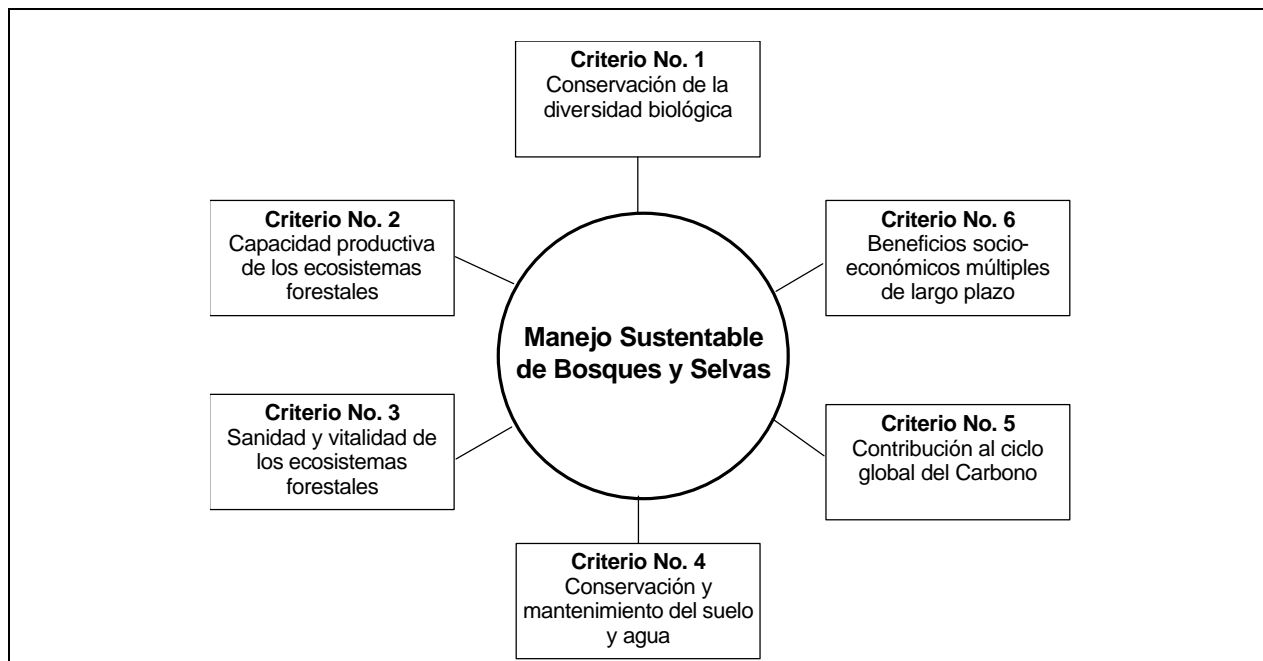 Criterio No. 1
Conservación de la
diversidad biológica
Criterio No. 2
Capacidad productiva
de los ecosistemas
forestales
Criterio No. 6
Beneficios socio-
económicos múltiples
de largo plazo
Manejo Sustentable
de Bosques y Selvas
Criterio No. 3
Sanidad y vitalidad de
los ecosistemas
forestales
Criterio No. 5
Contribución al ciclo
global del Carbono
Criterio No. 4
Conservación y
mantenimiento del suelo
y agua